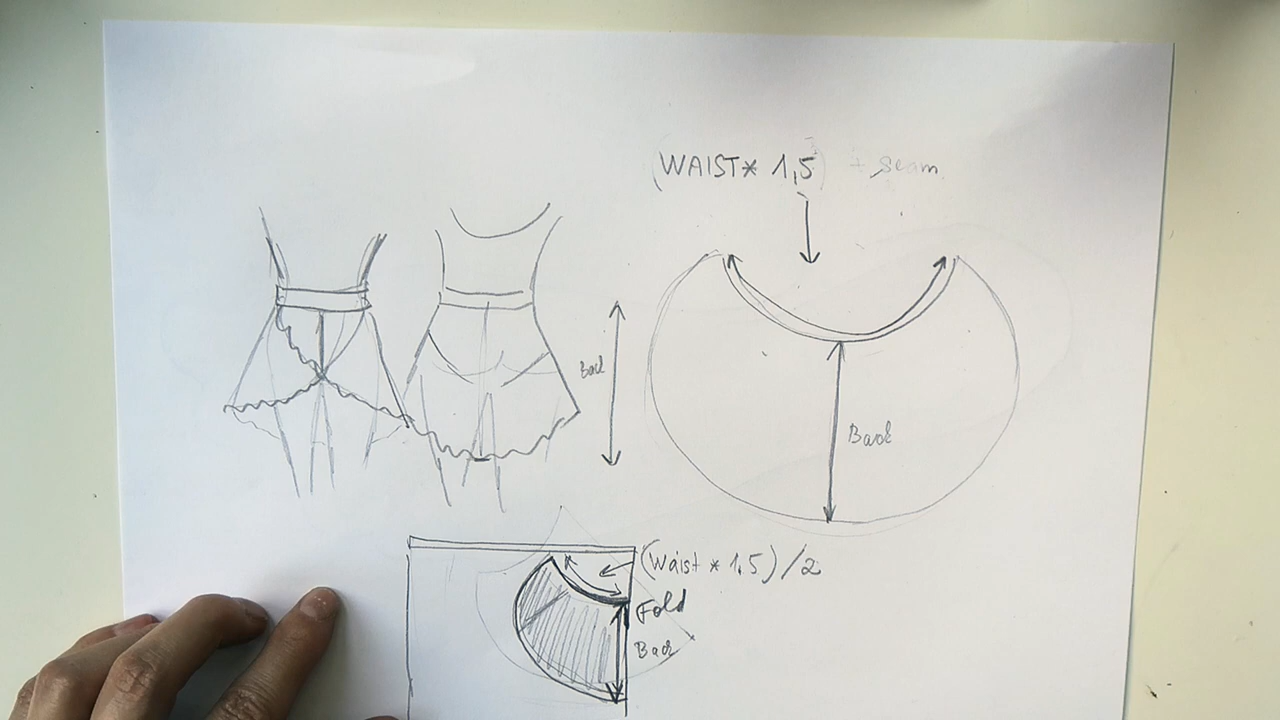 (WAIST* 1,5) + seam
Back
Back
(Waist * 1,5) /2
Fold
Back